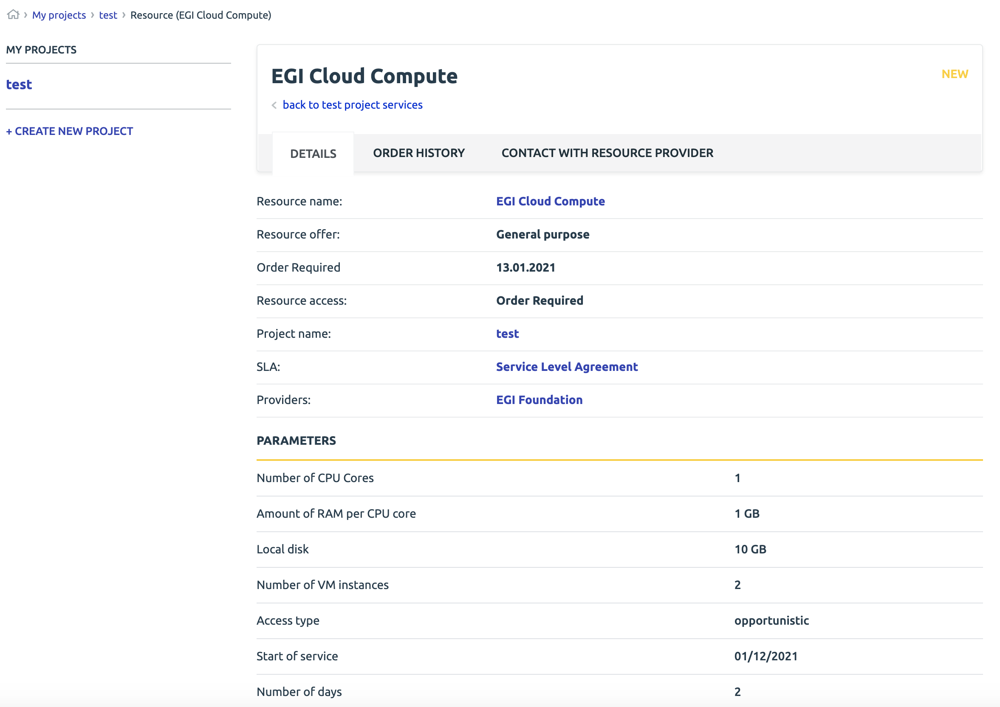 My projects › test › Resource (EGI Cloud Compute)
MY PROJECTS
test
+ CREATE NEW PROJECT
EGI Cloud Compute
NEW
back to test project services
DETAILS ORDER HISTORY CONTACT WITH RESOURCE PROVIDER
Resource name: EGI Cloud Compute
Resource offer: General purpose
Order Required 13.01.2021
Resource access: Order Required
Project name: test
SLA: Service Level Agreement
Providers: EGI Foundation
PARAMETERS
Number of CPU Cores 1
Amount of RAM per CPU core 1 GB
Local disk 10 GB
Number of VM instances 2
Access type opportunistic
Start of service 01/12/2021
Number of days 2